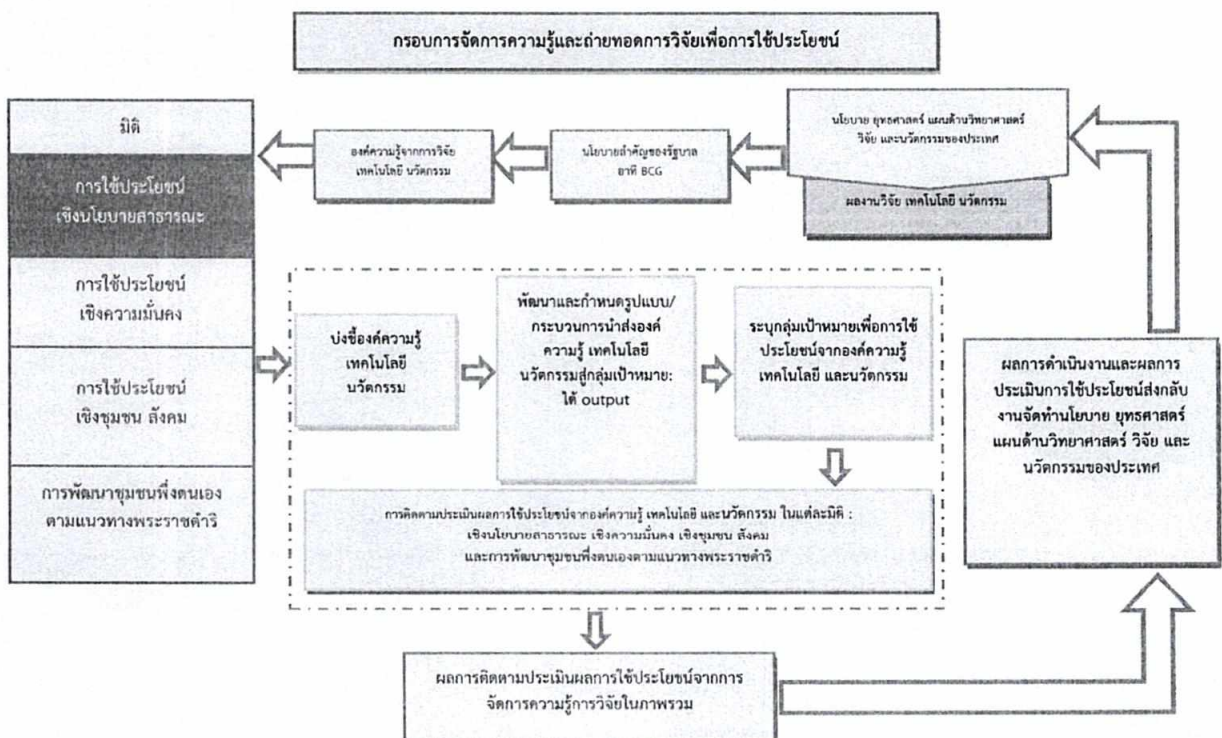 กรอบการจัดการความรู้และถ่ายทอดการวิจัยเพื่อการใช้ประโยชน์
นโยบาย ยุทธศาสตร์ แผนด้านวิทยาศาสตร์
วิจัย และนวัตกรรมของประเทศ
ผลงานวิจัย เทคโนโลยี นวัตกรรม
นโยบายสำคัญของรัฐบาล
อาทิ BCG
องค์ความรู้จากการวิจัย
เทคโนโลยี นวัตกรรม
มิติ
การใช้ประโยชน์
เชิงนโยบายสาธารณะ
การใช้ประโยชน์
เชิงความมั่นคง
การใช้ประโยชน์
เชิงชุมชน สังคม
การพัฒนาชุมชนพึ่งตนเอง
ตามแนวทางพระราชดำริ
บ่งชี้องค์ความรู้
เทคโนโลยี
นวัตกรรม
พัฒนาและกำหนดรูปแบบ/
กระบวนการนำส่งองค์
ความรู้ เทคโนโลยี
นวัตกรรมสู่กลุ่มเป้าหมาย:
ได้ output
ระบุกลุ่มเป้าหมายเพื่อการใช้
ประโยชน์จากองค์ความรู้
เทคโนโลยี และนวัตกรรม
การติดตามประเมินผลการใช้ประโยชน์จากองค์ความรู้ เทคโนโลยี และนวัตกรรม ในแต่ละมิติ :
เชิงนโยบายสาธารณะ เชิงความมั่นคง เชิงชุมชน สังคม
และการพัฒนาชุมชนพึ่งตนเองตามแนวทางพระราชดำริ
ผลการติดตามประเมินผลการใช้ประโยชน์จากการ
จัดการความรู้การวิจัยในภาพรวม
ผลการดำเนินงานและผลการ
ประเมินการใช้ประโยชน์ส่งกลับ
งานจัดทำนโยบาย ยุทธศาสตร์
แผนด้านวิทยาศาสตร์ วิจัย และ
นวัตกรรมของประเทศ